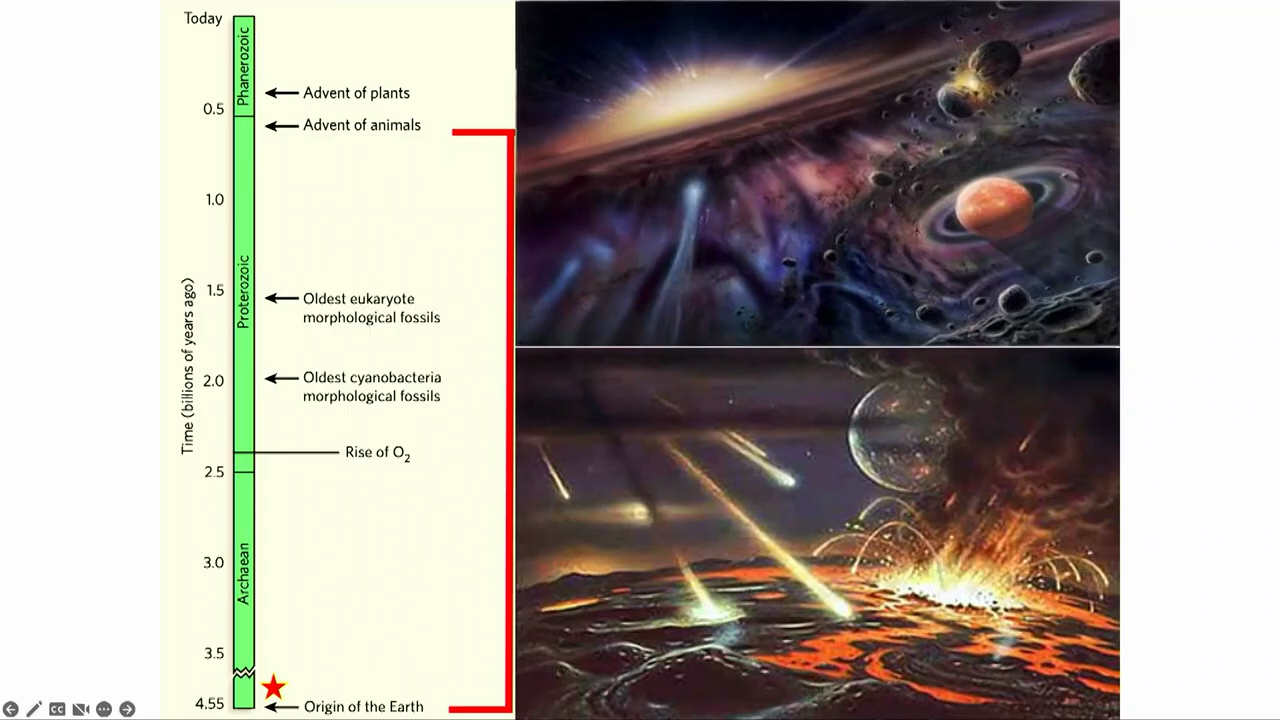 Today
Phanerozoic
Advent of plants
0.5
Advent of animals
1.0
Proterozoic
1.5
Oldest eukaryote
morphological fossils
Time (billions of years ago)
2.0
Oldest cyanobacteria
morphological fossils
Rise of O₂
2.5
3.0
Archaean
3.5
4.55
Origin of the Earth
CC